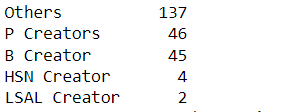 Others 137
P Creators 46
B Creator 45
HSN Creator 4
LSAL Creator 2